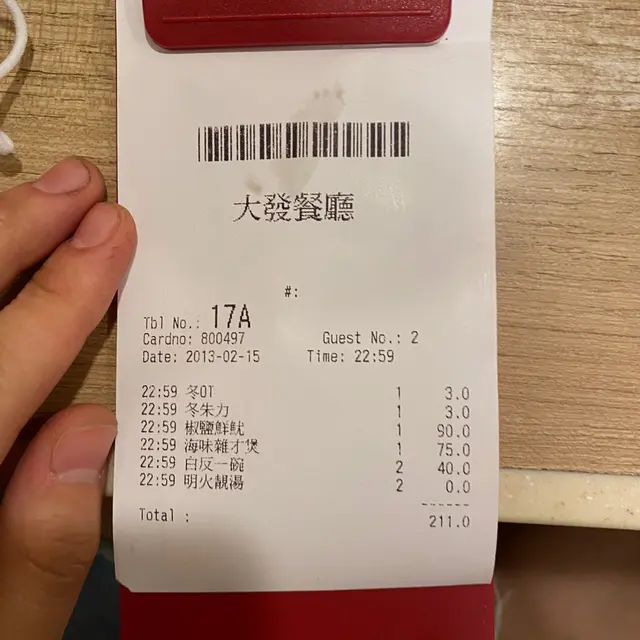 大發餐廳
#:
Tbl No.: 17A
Cardno: 800497 Guest No.: 2
Date: 2013-02-15 Time: 22:59
22:59 冬OT 1 3.0
22:59 冬朱力 1 3.0
22:59 椒鹽鮮魷 1 90.0
22:59 海味雜才煲 1 75.0
22:59 白反一碗 2 40.0
22:59 明火靚湯 2 0.0
------
Total : 211.0